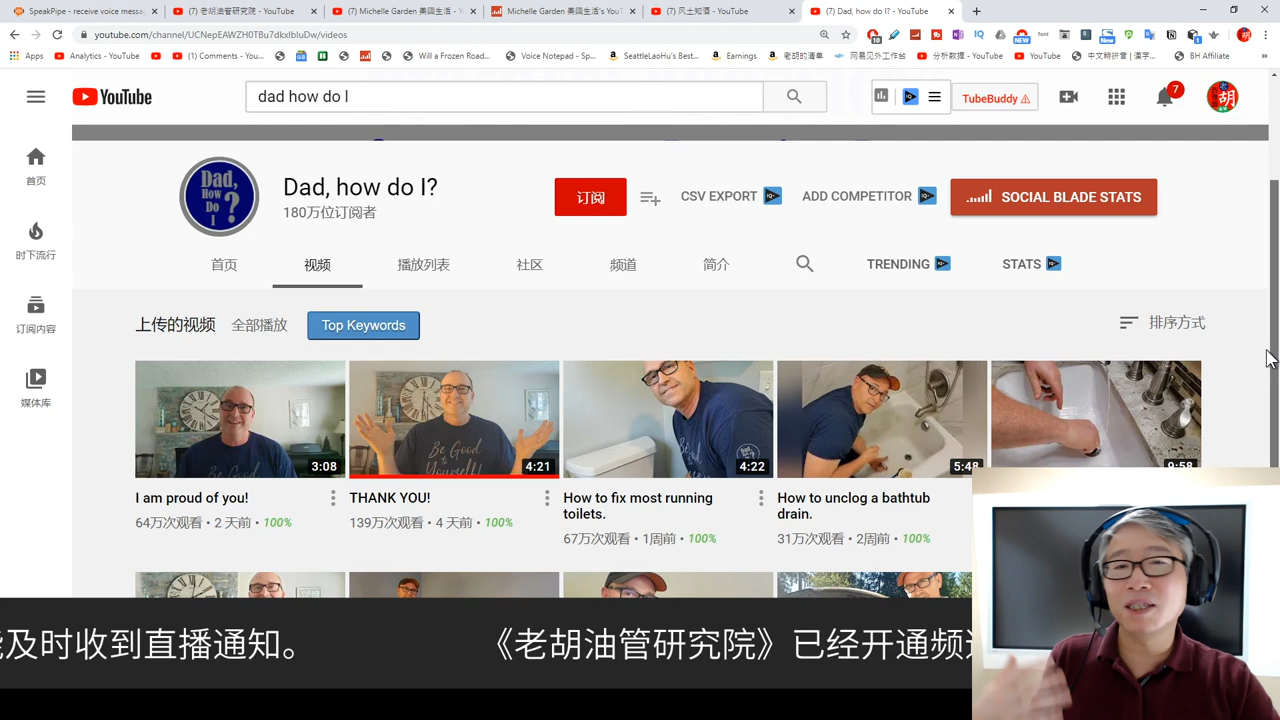 SpeakPipe - receive voice messag
(7) 老胡油管研究院 - YouTube
(7) Michelle Garden 美國生活 - Y
Michelle Garden 美國生活's YouT
(7) 风土知酒 - YouTube
(7) Dad, how do I? - YouTube
youtube.com/channel/UCNepEAWZH0TBu7dkxIbluDw/videos
Apps
Analytics - YouTube
(1) Comments - You...
Will a Frozen Road...
Voice Notepad - Sp...
SeattleLaoHu's Best...
Earnings
老胡的清单
网易见外工作台
分析数据 - YouTube
YouTube
中文轉拼音 | 漢字...
BH Affiliate
YouTube
dad how do I
TubeBuddy
7
胡
首页
时下流行
订阅内容
媒体库
Dad, How Do I ?
Dad, how do I?
180万位订阅者
订阅
CSV EXPORT
ADD COMPETITOR
SOCIAL BLADE STATS
首页
视频
播放列表
社区
频道
简介
TRENDING
STATS
上传的视频
全部播放
Top Keywords
排序方式
3:08
4:21
4:22
5:48
9:58
I am proud of you!
64万次观看 • 2 天前 • 100%
THANK YOU!
139万次观看 • 4 天前 • 100%
How to fix most running
toilets.
67万次观看 • 1周前 • 100%
How to unclog a bathtub
drain.
31万次观看 • 2周前 • 100%
及时收到直播通知。
《老胡油管研究院》已经开通频